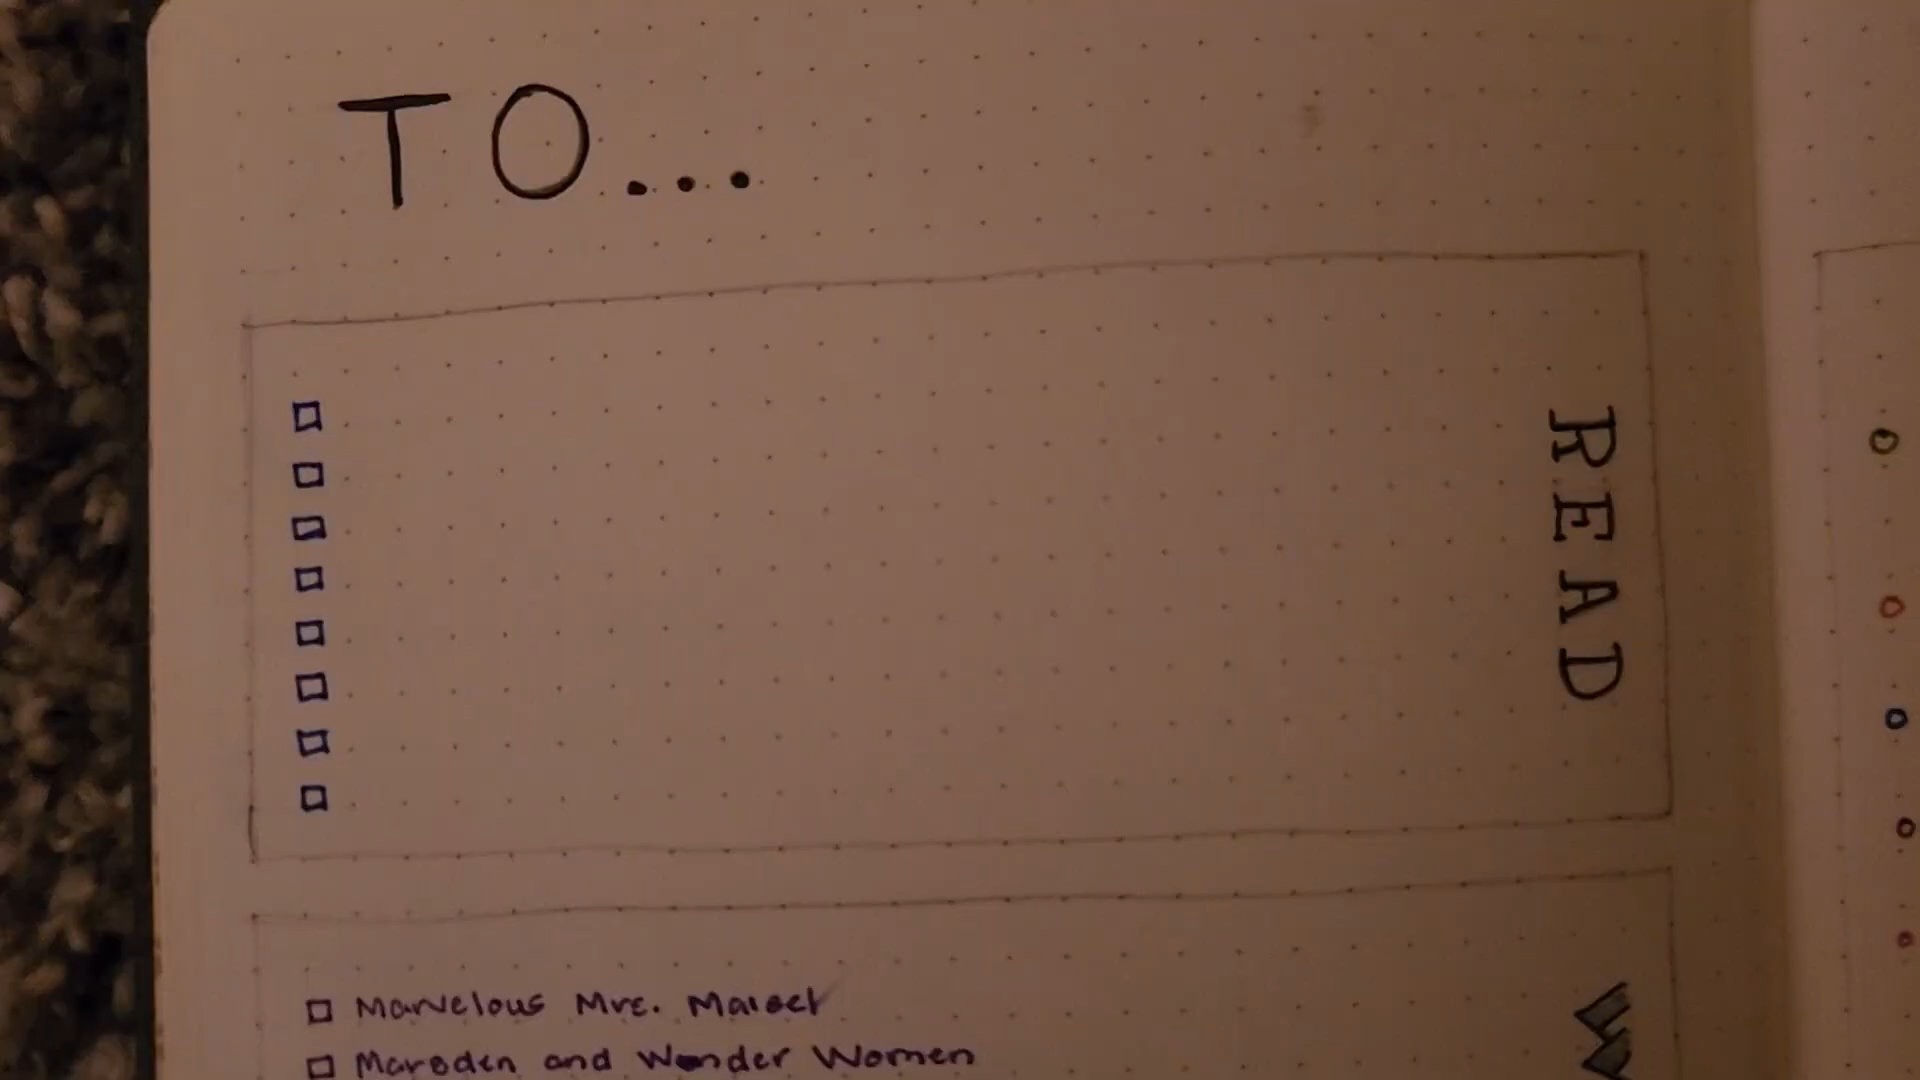 TO...
READ
Marvelous Mrs. Maisel
Marsden and Wonder Women
W